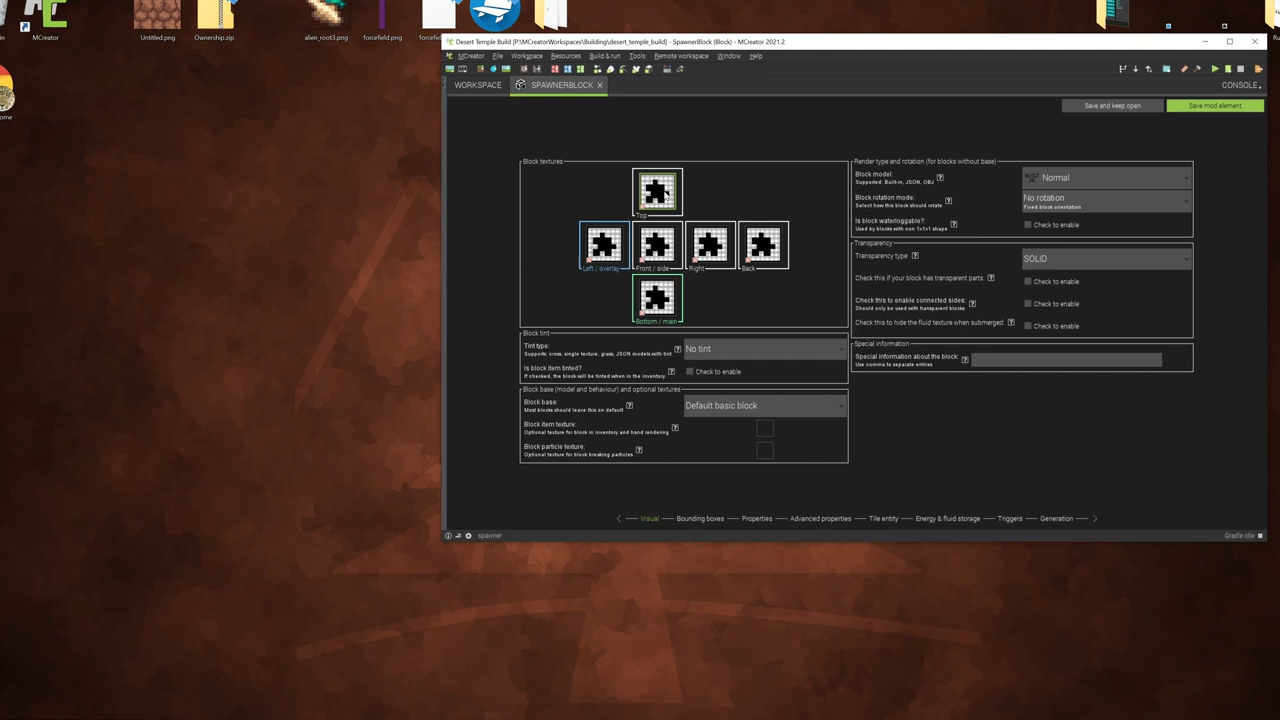 MCreator
Untitled.png
Ownership.zip
alien_root3.png
forcefield.png
Desert Temple Build [P:\MCreatorWorkspaces\Building\desert_temple_build] - SpawnerBlock (Block) - MCreator 2021.2
MCreator File Workspace Resources Build & run Tools Remote workspace Window Help
WORKSPACE SPAWNERBLOCK CONSOLE
Save and keep open Save mod element
Block textures
Top
Left / overlay Front / side Right Back
Bottom / main
Block tint
Tint type: No tint
Supports: cross, single texture, grass, JSON models with tint
Is block item tinted? Check to enable
If checked, the block will be tinted when in the inventory
Block base (model and behaviour) and optional textures
Block base: Default basic block
Most blocks should leave this on default
Block item texture:
Optional texture for block in inventory and hand rendering
Block particle texture:
Optional texture for block breaking particles
Render type and rotation (for blocks without base)
Block model: Normal
Supported: Built-in, JSON, OBJ
Block rotation mode: No rotation
Select how this block should rotate Fixed block orientation
Is block waterloggable? Check to enable
Used by blocks with non 1x1x1 shape
Transparency
Transparency type: SOLID
Check this if your block has transparent parts: Check to enable
Check this to enable connected sides: Check to enable
Should only be used with transparent blocks
Check this to hide the fluid texture when submerged: Check to enable
Special information
Special information about the block:
Use comma to separate entries
Visual Bounding boxes Properties Advanced properties Tile entity Energy & fluid storage Triggers Generation
spawner Gradle idle